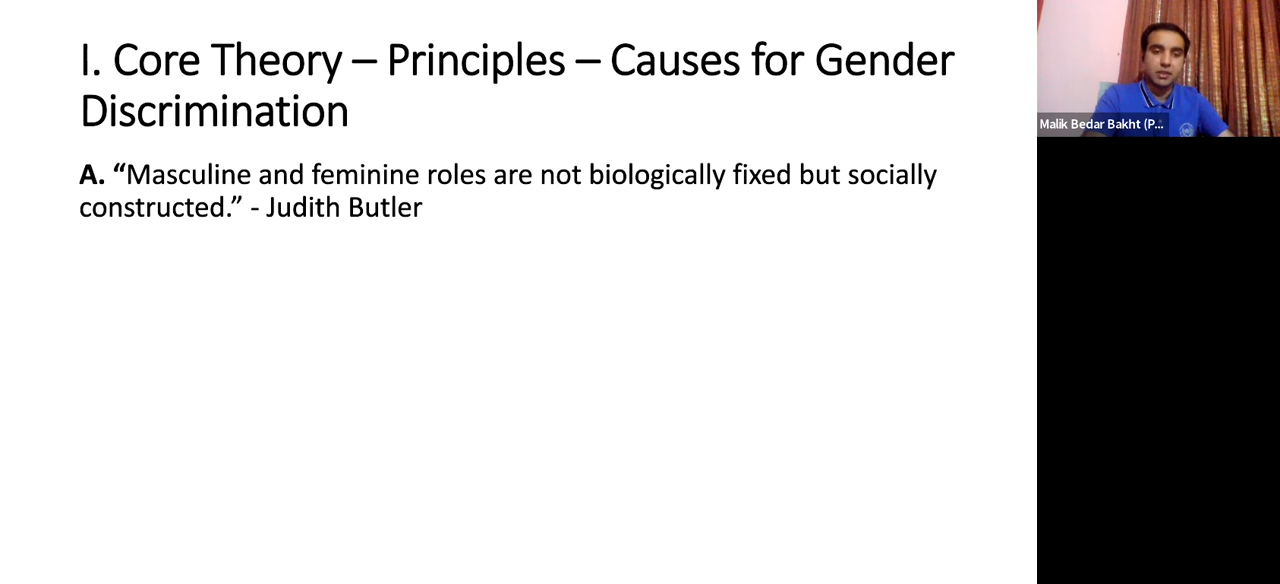 I. Core Theory – Principles – Causes for Gender
Discrimination
A. “Masculine and feminine roles are not biologically fixed but socially
constructed.” - Judith Butler
Malik Bedar Bakht (P...